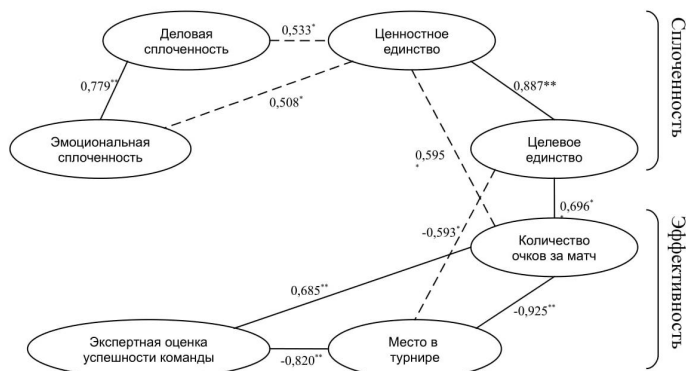 Деловая
сплоченность
0,533*
Ценностное
единство
0,779**
0,508*
0,887**
Эмоциональная
сплоченность
Целевое
единство
0,595
*
0,696*
*
-0,593*
Количество
очков за матч
0,685**
-0,925**
Экспертная оценка
успешности команды
-0,820**
Место в
турнире
Сплоченность
Эффективность